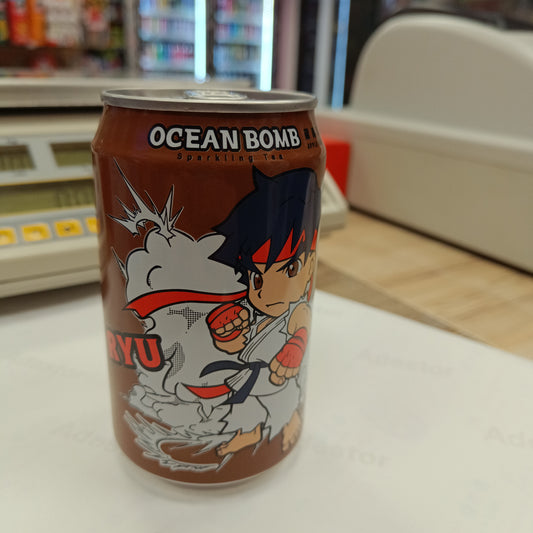 OCEAN BOMB
Sparkling Tea
RYU